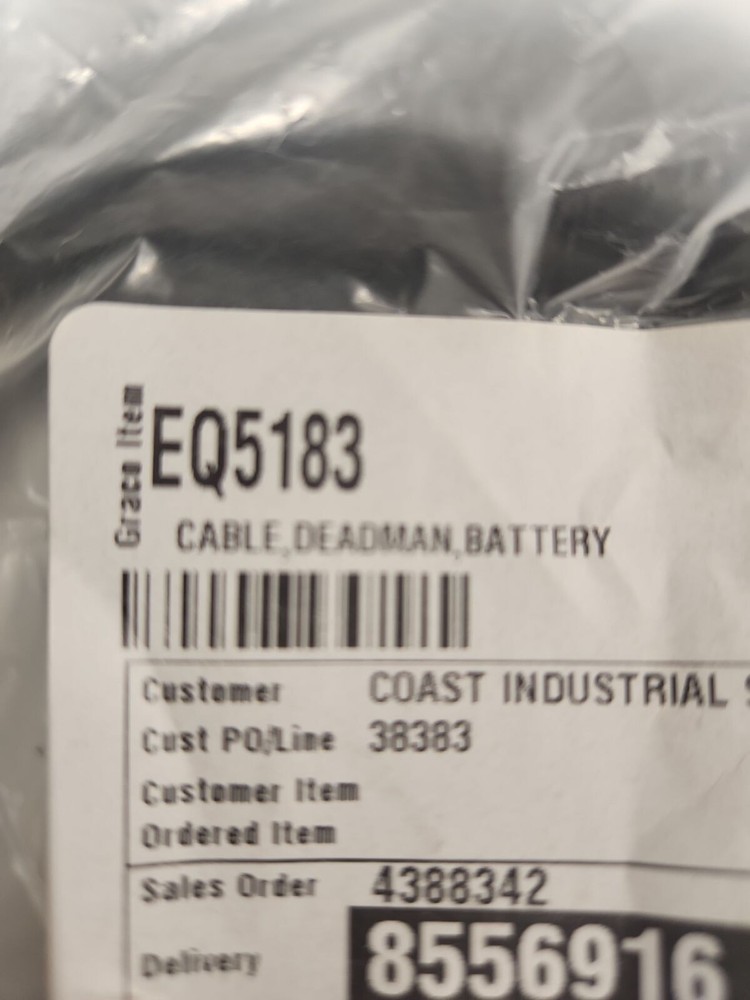 Graco Item
EQ5183
CABLE,DEADMAN,BATTERY
Customer COAST INDUSTRIAL
Cust PO/Line 38383
Customer Item
Ordered Item
Sales Order 4388342
Delivery 8556916